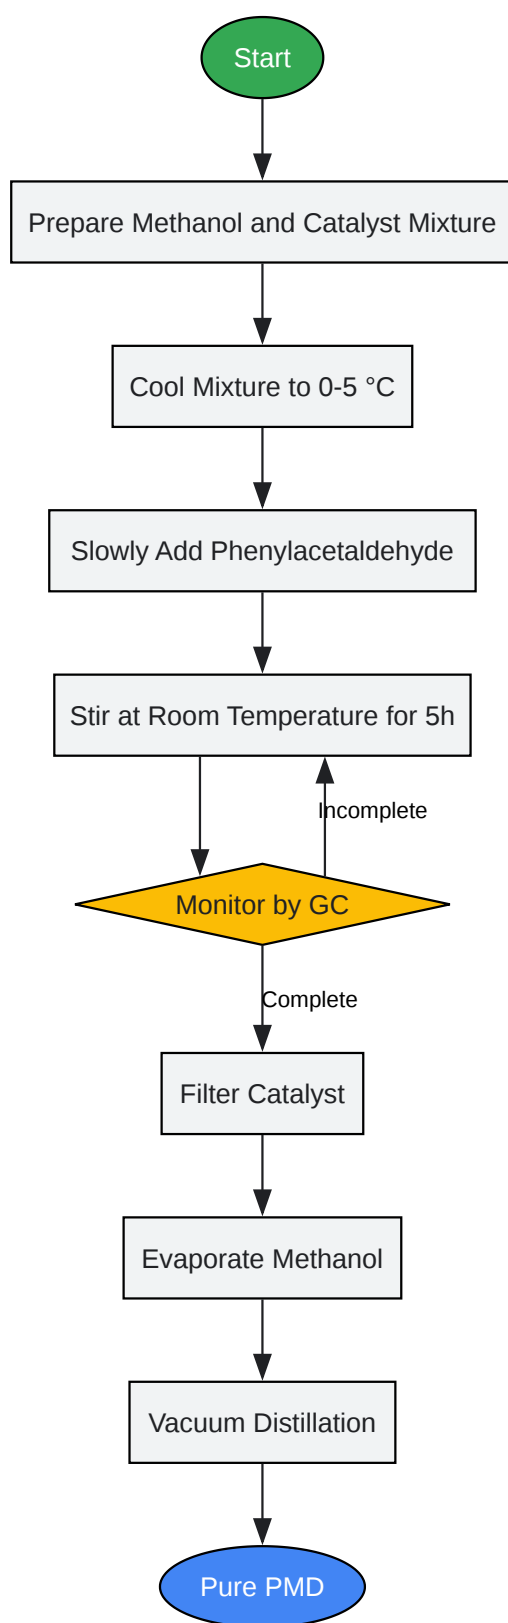 Start
Prepare Methanol and Catalyst Mixture
Cool Mixture to 0-5 °C
Slowly Add Phenylacetaldehyde
Stir at Room Temperature for 5h
Incomplete
Monitor by GC
Complete
Filter Catalyst
Evaporate Methanol
Vacuum Distillation
Pure PMD